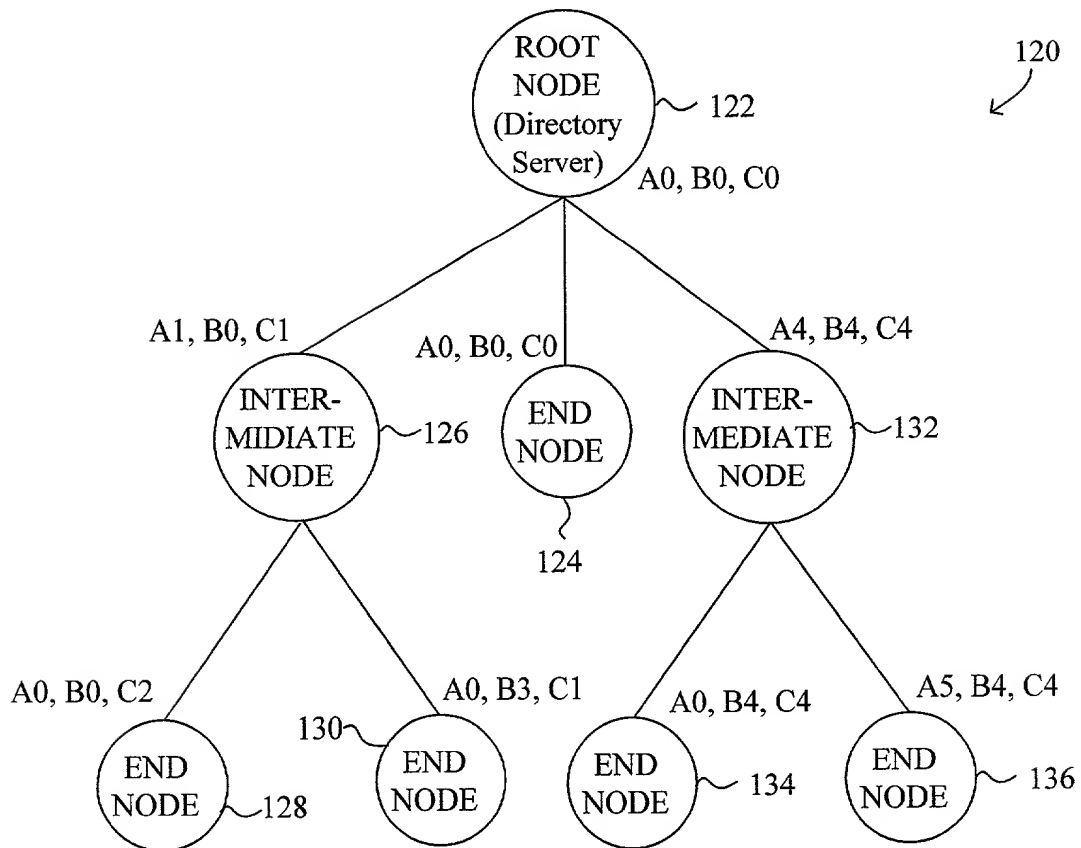 ROOT
NODE
(Directory
Server)
122
120
A0, B0, C0
A1, B0, C1
A0, B0, C0
A4, B4, C4
INTER-
MIDIATE
NODE
126
END
NODE
124
INTER-
MEDIATE
NODE
132
A0, B0, C2
END
NODE
128
A0, B3, C1
130
END
NODE
A0, B4, C4
END
NODE
134
A5, B4, C4
END
NODE
136